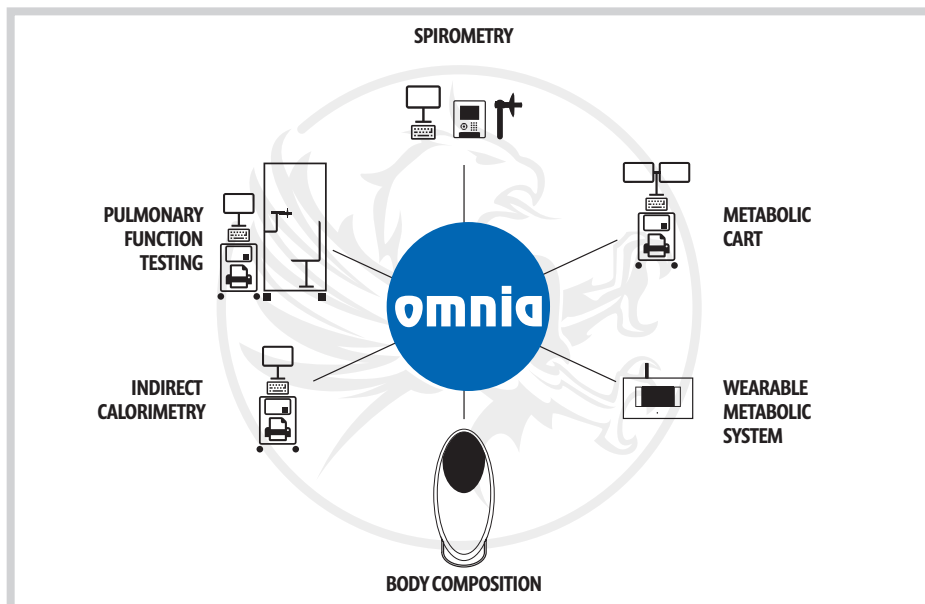 SPIROMETRY
PULMONARY
FUNCTION
TESTING
METABOLIC
CART
omnia
INDIRECT
CALORIMETRY
WEARABLE
METABOLIC
SYSTEM
BODY COMPOSITION